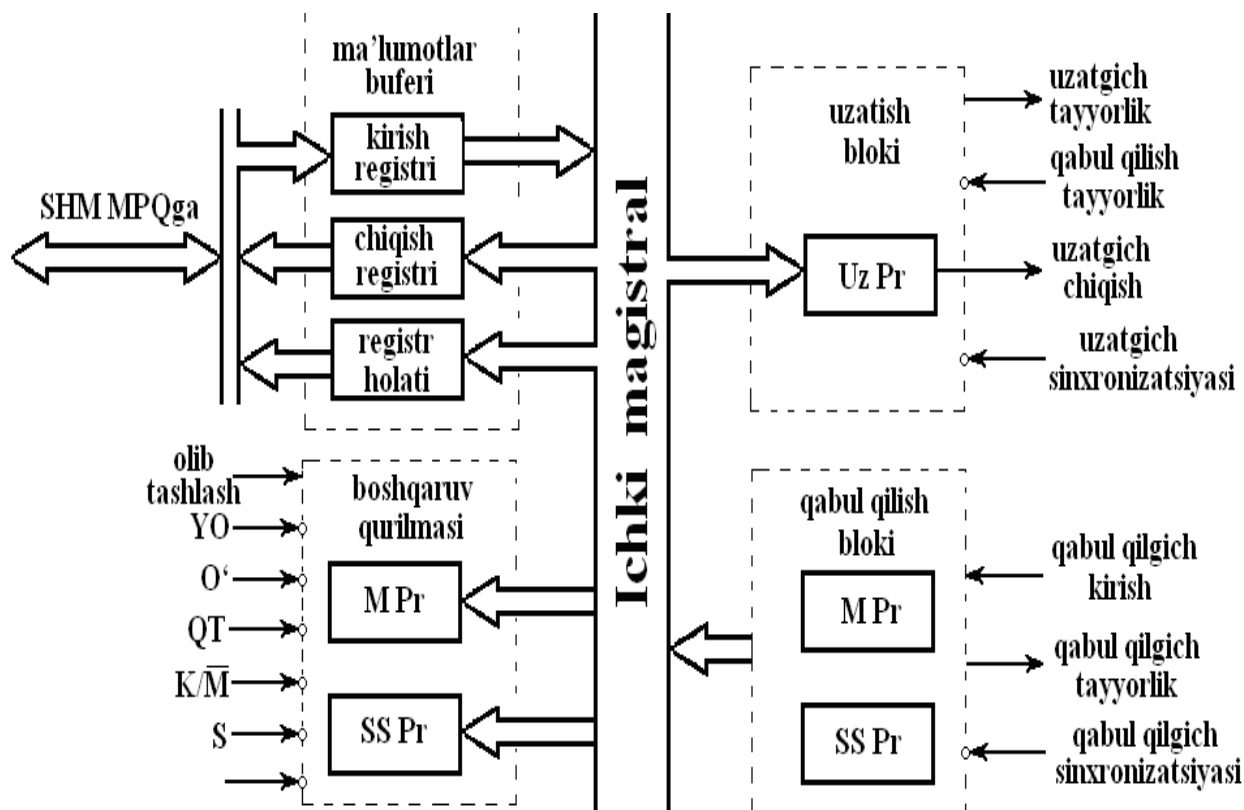 ma’lumotlar
buferi
kirish
registri
SHM MPQga
chiqish
registri
registr
holati
olib
tashlash
YO
O‘
QT
K/M̅
S
boshqaruv
qurilmasi
M Pr
SS Pr
Ichki magistral
uzatish
bloki
Uz Pr
uzatgich
tayyorlik
qabul qilish
tayyorlik
uzatgich
chiqish
uzatgich
sinxronizatsiyasi
qabul qilish
bloki
M Pr
SS Pr
qabul qilgich
kirish
qabul qilgich
tayyorlik
qabul qilgich
sinxronizatsiyasi